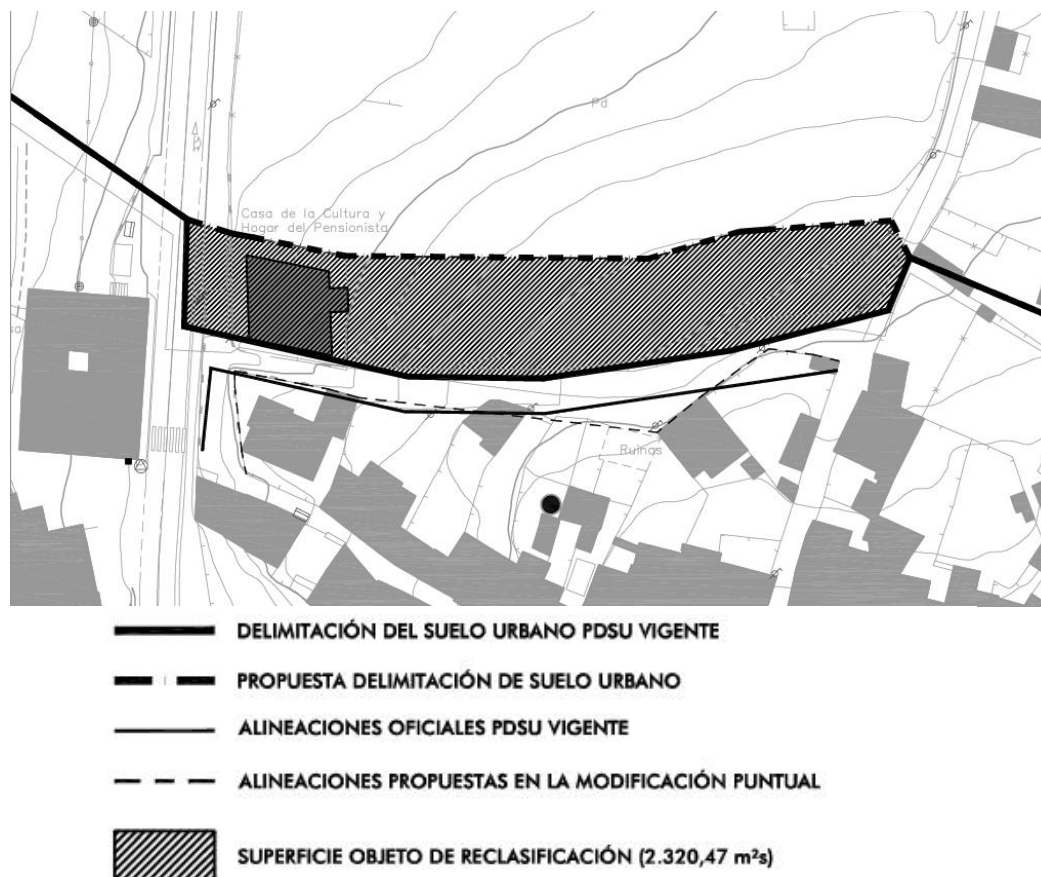 Pd
Casa de la Cultura y
Hogar del Pensionista
Ruinas
DELIMITACIÓN DEL SUELO URBANO PDSU VIGENTE
PROPUESTA DELIMITACIÓN DE SUELO URBANO
ALINEACIONES OFICIALES PDSU VIGENTE
ALINEACIONES PROPUESTAS EN LA MODIFICACIÓN PUNTUAL
SUPERFICIE OBJETO DE RECLASIFICACIÓN (2.320,47 m²s)